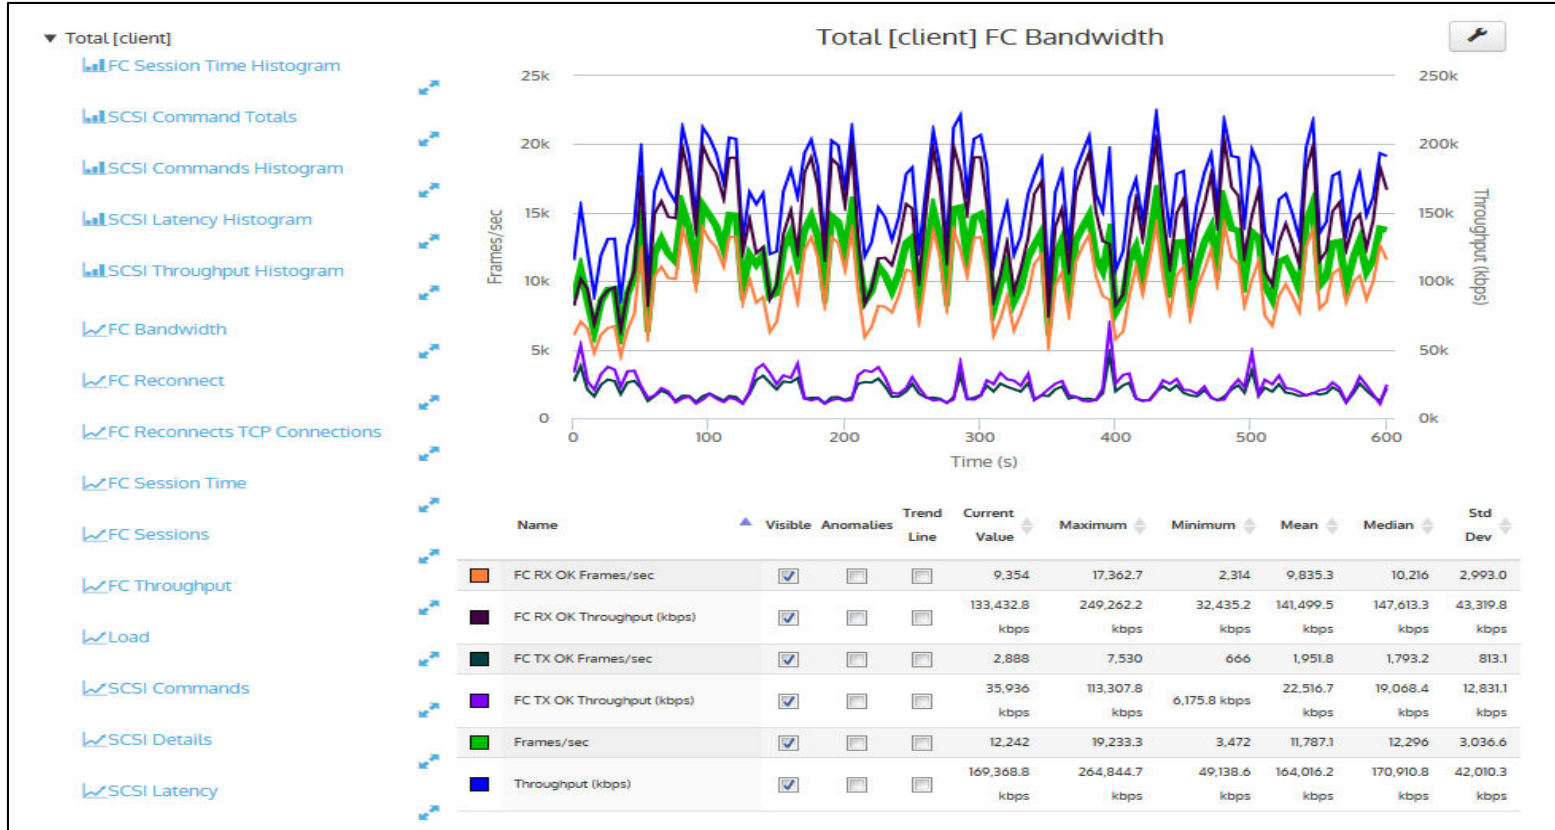 Total [client]
FC Session Time Histogram
SCSI Command Totals
SCSI Commands Histogram
SCSI Latency Histogram
SCSI Throughput Histogram
FC Bandwidth
FC Reconnect
FC Reconnects TCP Connections
FC Session Time
FC Sessions
FC Throughput
Load
SCSI Commands
SCSI Details
SCSI Latency
Total [client] FC Bandwidth
25k 250k
20k 200k
15k 150k
10k 100k
5k 50k
0 0k
Frames/sec
Throughput (kbps)
0 100 200 300 400 500 600
Time (s)
Name Visible Anomalies Trend Line Current Value Maximum Minimum Mean Median Std Dev
FC RX OK Frames/sec 9,354 17,362.7 2,314 9,835.3 10,216 2,993.0
FC RX OK Throughput (kbps) 133,432.8 kbps 249,262.2 kbps 32,435.2 kbps 141,499.5 kbps 147,613.3 kbps 43,319.8 kbps
FC TX OK Frames/sec 2,888 7,530 666 1,951.8 1,793.2 813.1
FC TX OK Throughput (kbps) 35,936 kbps 113,307.8 kbps 6,175.8 kbps 22,516.7 kbps 19,068.4 kbps 12,831.1 kbps
Frames/sec 12,242 19,233.3 3,472 11,787.1 12,296 3,036.6
Throughput (kbps) 169,368.8 kbps 264,844.7 kbps 49,138.6 kbps 164,016.2 kbps 170,910.8 kbps 42,010.3 kbps